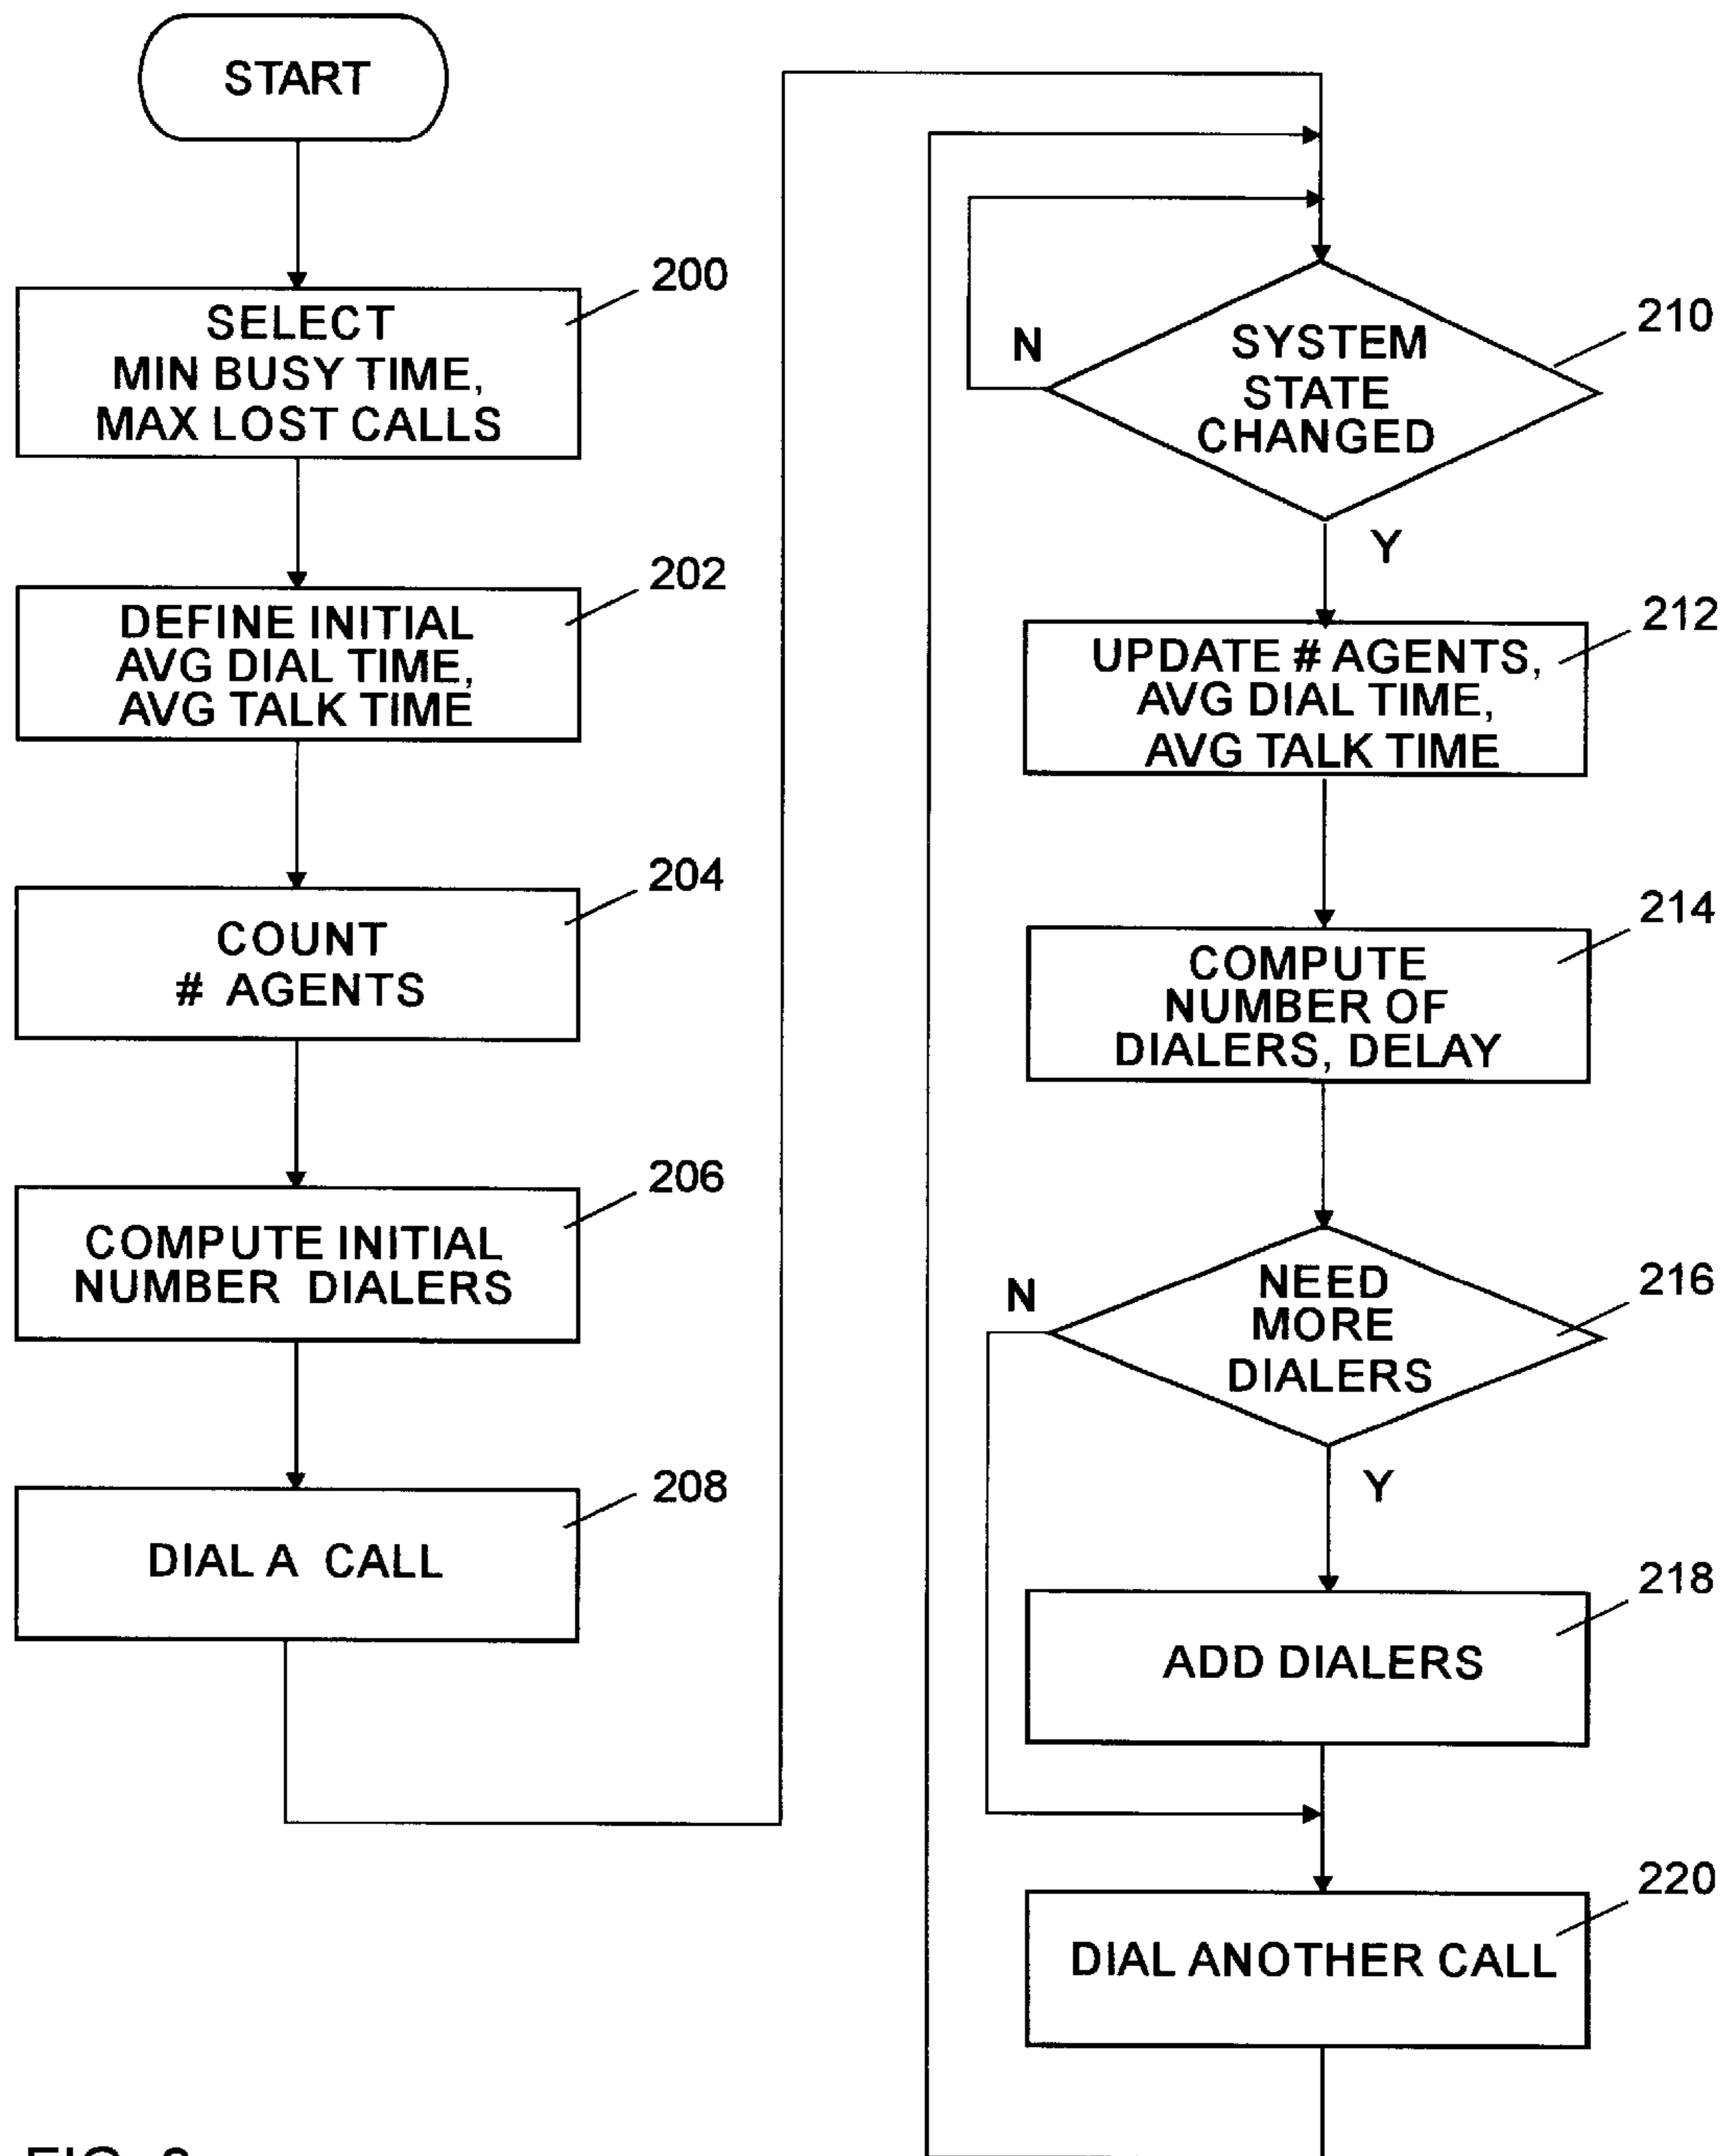 START
200
SELECT
MIN BUSY TIME,
MAX LOST CALLS
202
DEFINE INITIAL
AVG DIAL TIME,
AVG TALK TIME
204
COUNT
# AGENTS
206
COMPUTE INITIAL
NUMBER DIALERS
208
DIAL A CALL
210
N
SYSTEM
STATE
CHANGED
Y
212
UPDATE # AGENTS,
AVG DIAL TIME,
AVG TALK TIME
214
COMPUTE
NUMBER OF
DIALERS, DELAY
216
N
NEED
MORE
DIALERS
Y
218
ADD DIALERS
220
DIAL ANOTHER CALL
FIG.